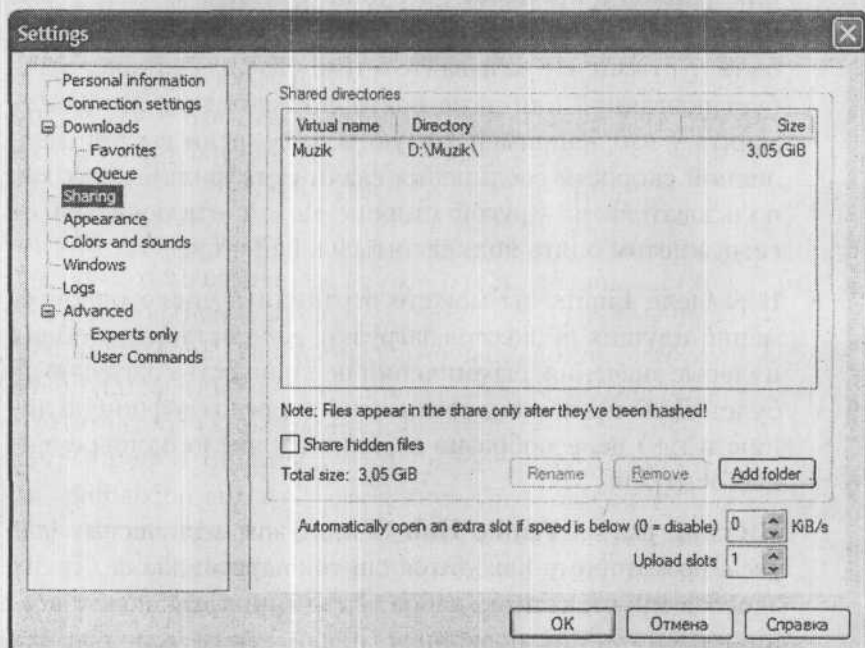 Settings
Personal information
Connection settings
Downloads
Favorites
Queue
Sharing
Appearance
Colors and sounds
Windows
Logs
Advanced
Experts only
User Commands
Shared directories
Virtual name Directory Size
Muzik D:\Muzik\ 3,05 GiB
Note: Files appear in the share only after they've been hashed!
Share hidden files
Total size: 3,05 GiB Rename Remove Add folder
Automatically open an extra slot if speed is below (0 = disable) 0 KiB/s
Upload slots 1
OK Отмена Справка